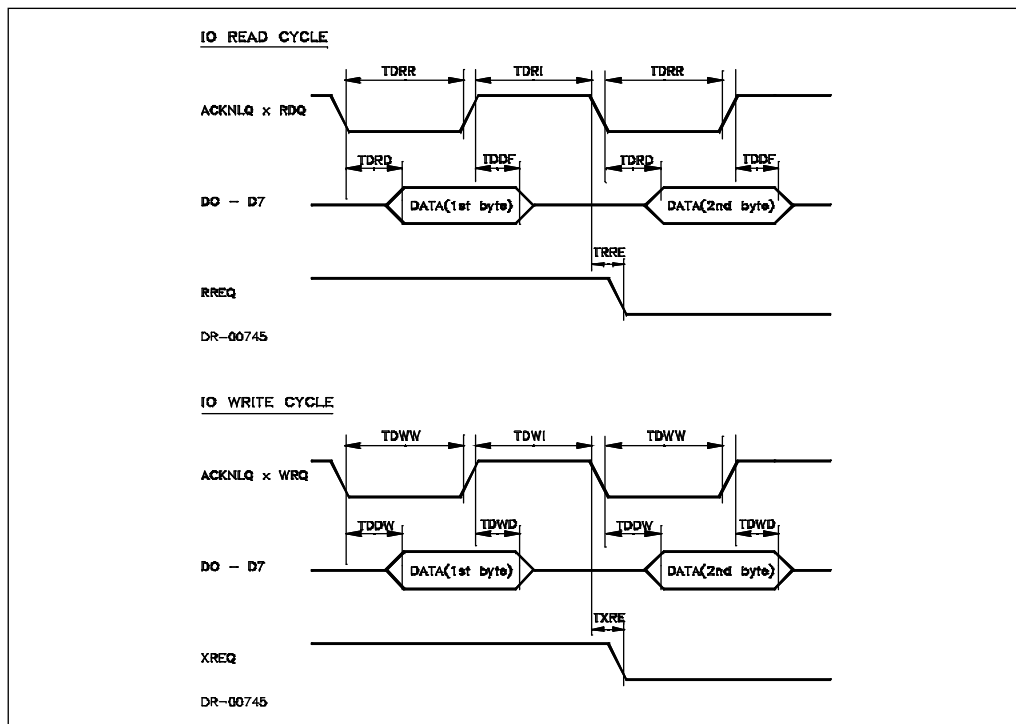 IO READ CYCLE
TDRR TDRI TDRR
ACKNLQ x RDQ
TDRD TDDF TDRD TDDF
D0 - D7 DATA(1st byte) DATA(2nd byte)
TRRE
RREQ
DR-00745
IO WRITE CYCLE
TDWW TDWI TDWW
ACKNLQ x WRQ
TDDW TDWD TDDW TDWD
D0 - D7 DATA(1st byte) DATA(2nd byte)
TXRE
XREQ
DR-00745